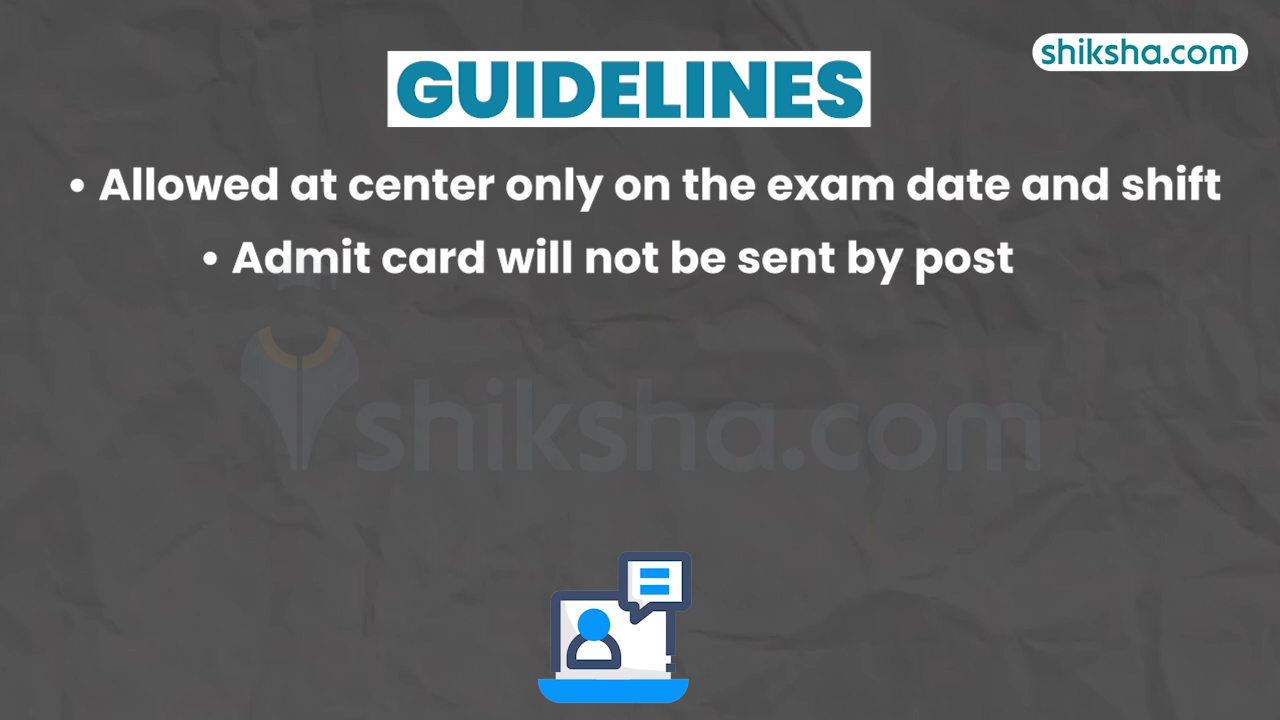 shiksha.com
GUIDELINES
• Allowed at center only on the exam date and shift
• Admit card will not be sent by post
shiksha.com